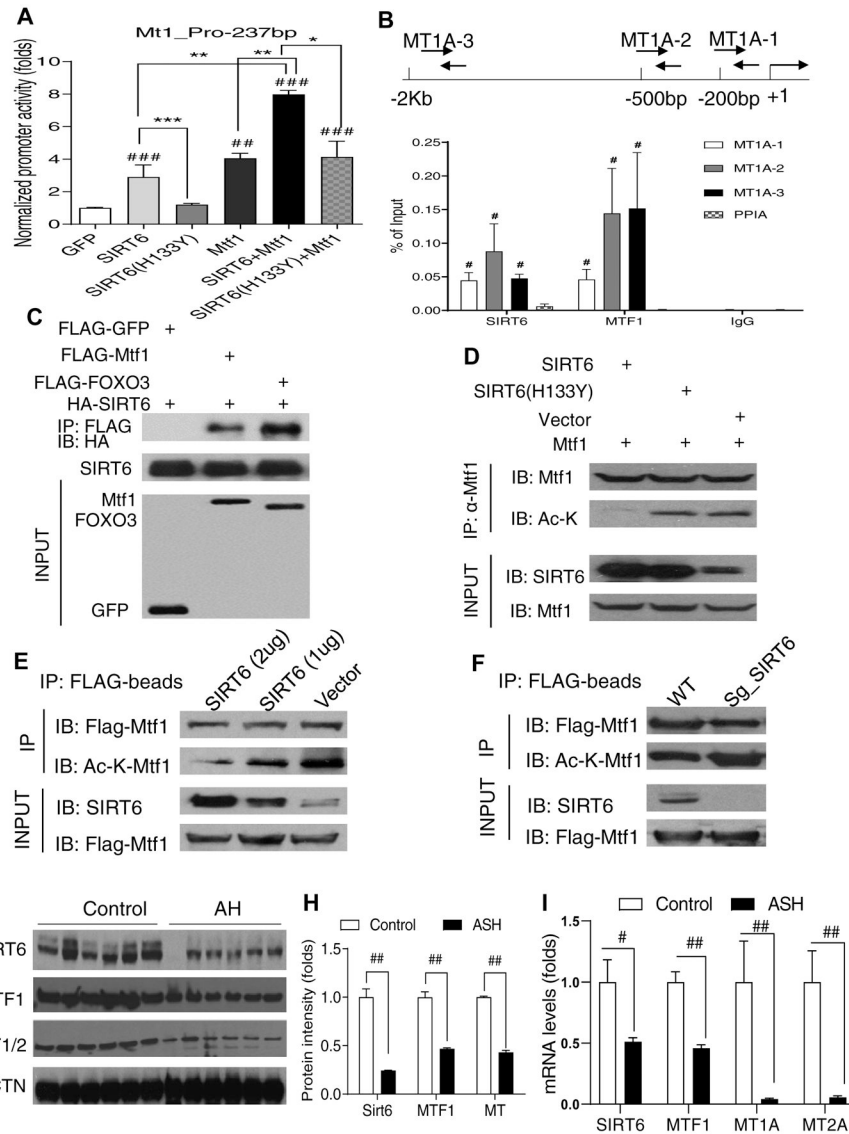 A
Mt1_Pro-237bp
Normalized promoter activity (folds)
10
8
6
4
2
0
###
***
**
##
**
###
*
###
GFP
SIRT6
SIRT6(H133Y)
Mtf1
SIRT6+Mtf1
SIRT6(H133Y)+Mtf1
B
MT1A-3
MT1A-2
MT1A-1
-2Kb
-500bp
-200bp
+1
% of Input
0.25
0.20
0.15
0.10
0.05
0.00
# # #
# # #
MT1A-1
MT1A-2
MT1A-3
PPIA
SIRT6 MTF1 IgG
C
FLAG-GFP +
FLAG-Mtf1 +
FLAG-FOXO3 +
HA-SIRT6 + + +
IP: FLAG
IB: HA
SIRT6
INPUT
Mtf1
FOXO3
GFP
D
SIRT6 +
SIRT6(H133Y) +
Vector +
Mtf1 + + +
IP: α-Mtf1
IB: Mtf1
IB: Ac-K
INPUT
IB: SIRT6
IB: Mtf1
E
IP: FLAG-beads
SIRT6 (2ug)
SIRT6 (1ug)
Vector
IP
IB: Flag-Mtf1
IB: Ac-K-Mtf1
INPUT
IB: SIRT6
IB: Flag-Mtf1
F
IP: FLAG-beads
WT
Sg_SIRT6
IP
IB: Flag-Mtf1
IB: Ac-K-Mtf1
INPUT
IB: SIRT6
IB: Flag-Mtf1
Control AH
RT6
TF1
T1/2
CTN
H
Control ASH
Protein intensity (folds)
1.5
1.0
0.5
0.0
## ## ##
Sirt6 MTF1 MT
I
Control ASH
mRNA levels (folds)
1.5
1.0
0.5
0.0
# ## ## ##
SIRT6 MTF1 MT1A MT2A